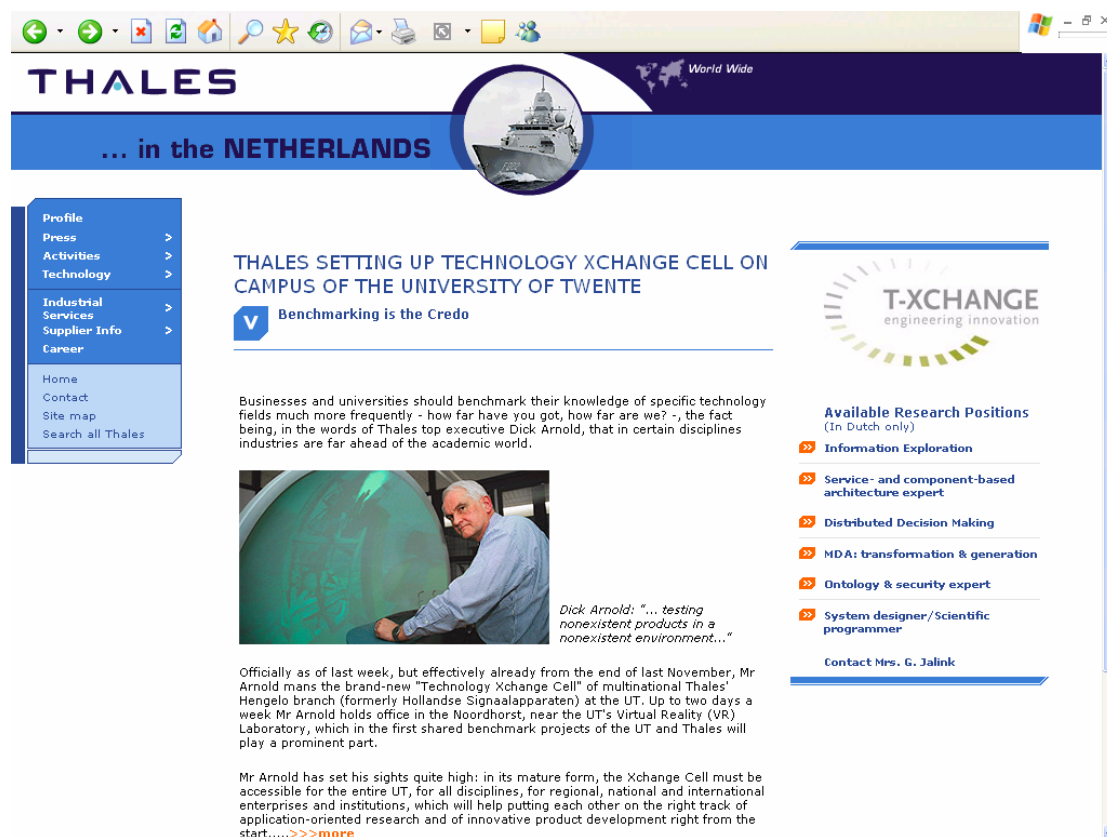 THALES
World Wide
... in the NETHERLANDS
F802
Profile
Press >
Activities >
Technology >
Industrial
Services >
Supplier Info >
Career
Home
Contact
Site map
Search all Thales
THALES SETTING UP TECHNOLOGY XCHANGE CELL ON
CAMPUS OF THE UNIVERSITY OF TWENTE
V Benchmarking is the Credo
Businesses and universities should benchmark their knowledge of specific technology
fields much more frequently - how far have you got, how far are we? -, the fact
being, in the words of Thales top executive Dick Arnold, that in certain disciplines
industries are far ahead of the academic world.
Dick Arnold: "... testing
nonexistent products in a
nonexistent environment..."
Officially as of last week, but effectively already from the end of last November, Mr
Arnold mans the brand-new "Technology Xchange Cell" of multinational Thales'
Hengelo branch (formerly Hollandse Signaalapparaten) at the UT. Up to two days a
week Mr Arnold holds office in the Noordhorst, near the UT's Virtual Reality (VR)
Laboratory, which in the first shared benchmark projects of the UT and Thales will
play a prominent part.
Mr Arnold has set his sights quite high: in its mature form, the Xchange Cell must be
accessible for the entire UT, for all disciplines, for regional, national and international
enterprises and institutions, which will help putting each other on the right track of
application-oriented research and of innovative product development right from the
start.....>>>more
T-XCHANGE
engineering innovation
Available Research Positions
(In Dutch only)
Information Exploration
Service- and component-based
architecture expert
Distributed Decision Making
MDA: transformation & generation
Ontology & security expert
System designer/Scientific
programmer
Contact Mrs. G. Jalink